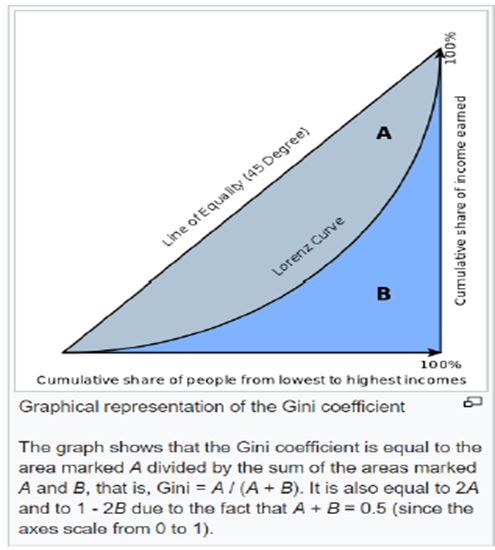 100%
A
Line of Equality (45 Degree)
Cumulative share of income earned
Lorenz Curve
B
100%
Cumulative share of people from lowest to highest incomes
Graphical representation of the Gini coefficient
The graph shows that the Gini coefficient is equal to the
area marked A divided by the sum of the areas marked
A and B, that is, Gini = A / (A + B). It is also equal to 2A
and to 1 - 2B due to the fact that A + B = 0.5 (since the
axes scale from 0 to 1).